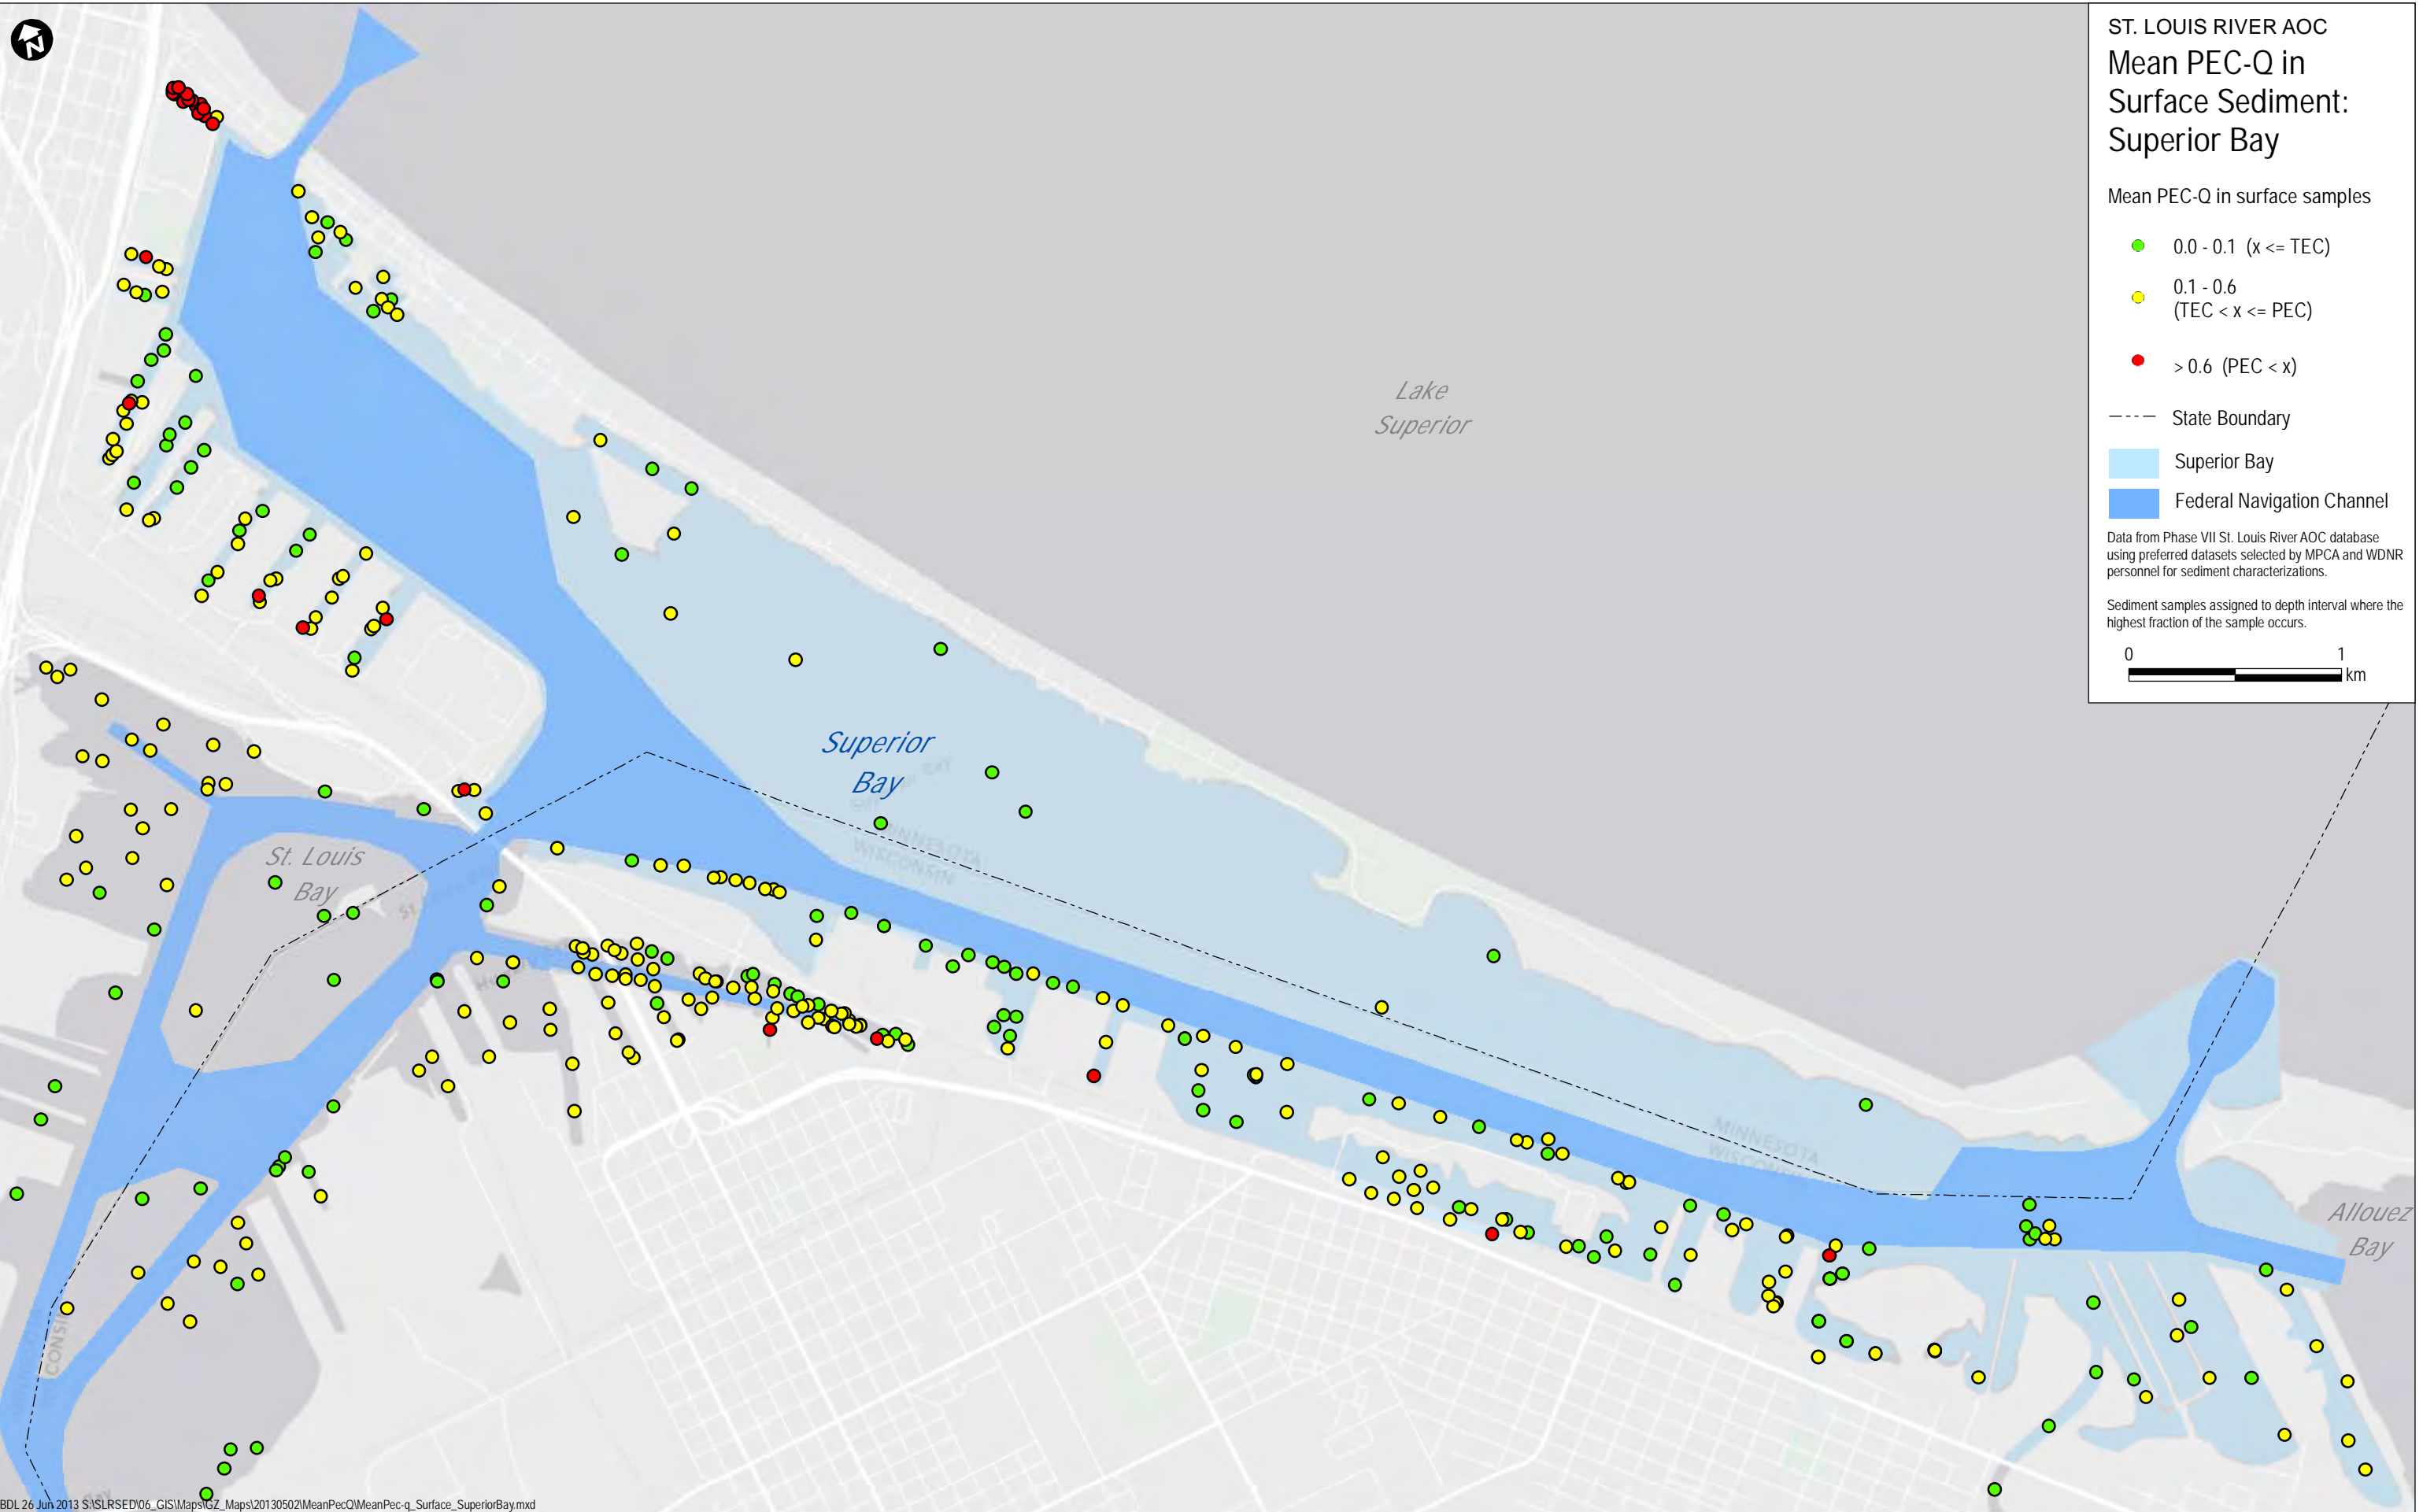 N
ST. LOUIS RIVER AOC
Mean PEC-Q in
Surface Sediment:
Superior Bay
Mean PEC-Q in surface samples
0.0 - 0.1 (x <= TEC)
0.1 - 0.6
(TEC < x <= PEC)
> 0.6 (PEC < x)
State Boundary
Superior Bay
Federal Navigation Channel
Data from Phase VII St. Louis River AOC database
using preferred datasets selected by MPCA and WDNR
personnel for sediment characterizations.
Sediment samples assigned to depth interval where the
highest fraction of the sample occurs.
0 1
km
Lake
Superior
Superior
Bay
MINNESOTA
WISCONSIN
St. Louis
Bay
MINNESOTA
WISCONSIN
Allouez
Bay
Bay
BDL 26 Jun 2013 S:\SLRSED\06_GIS\Maps\GZ_Maps\20130502\MeanPecQ\MeanPec-q_Surface_SuperiorBay.mxd